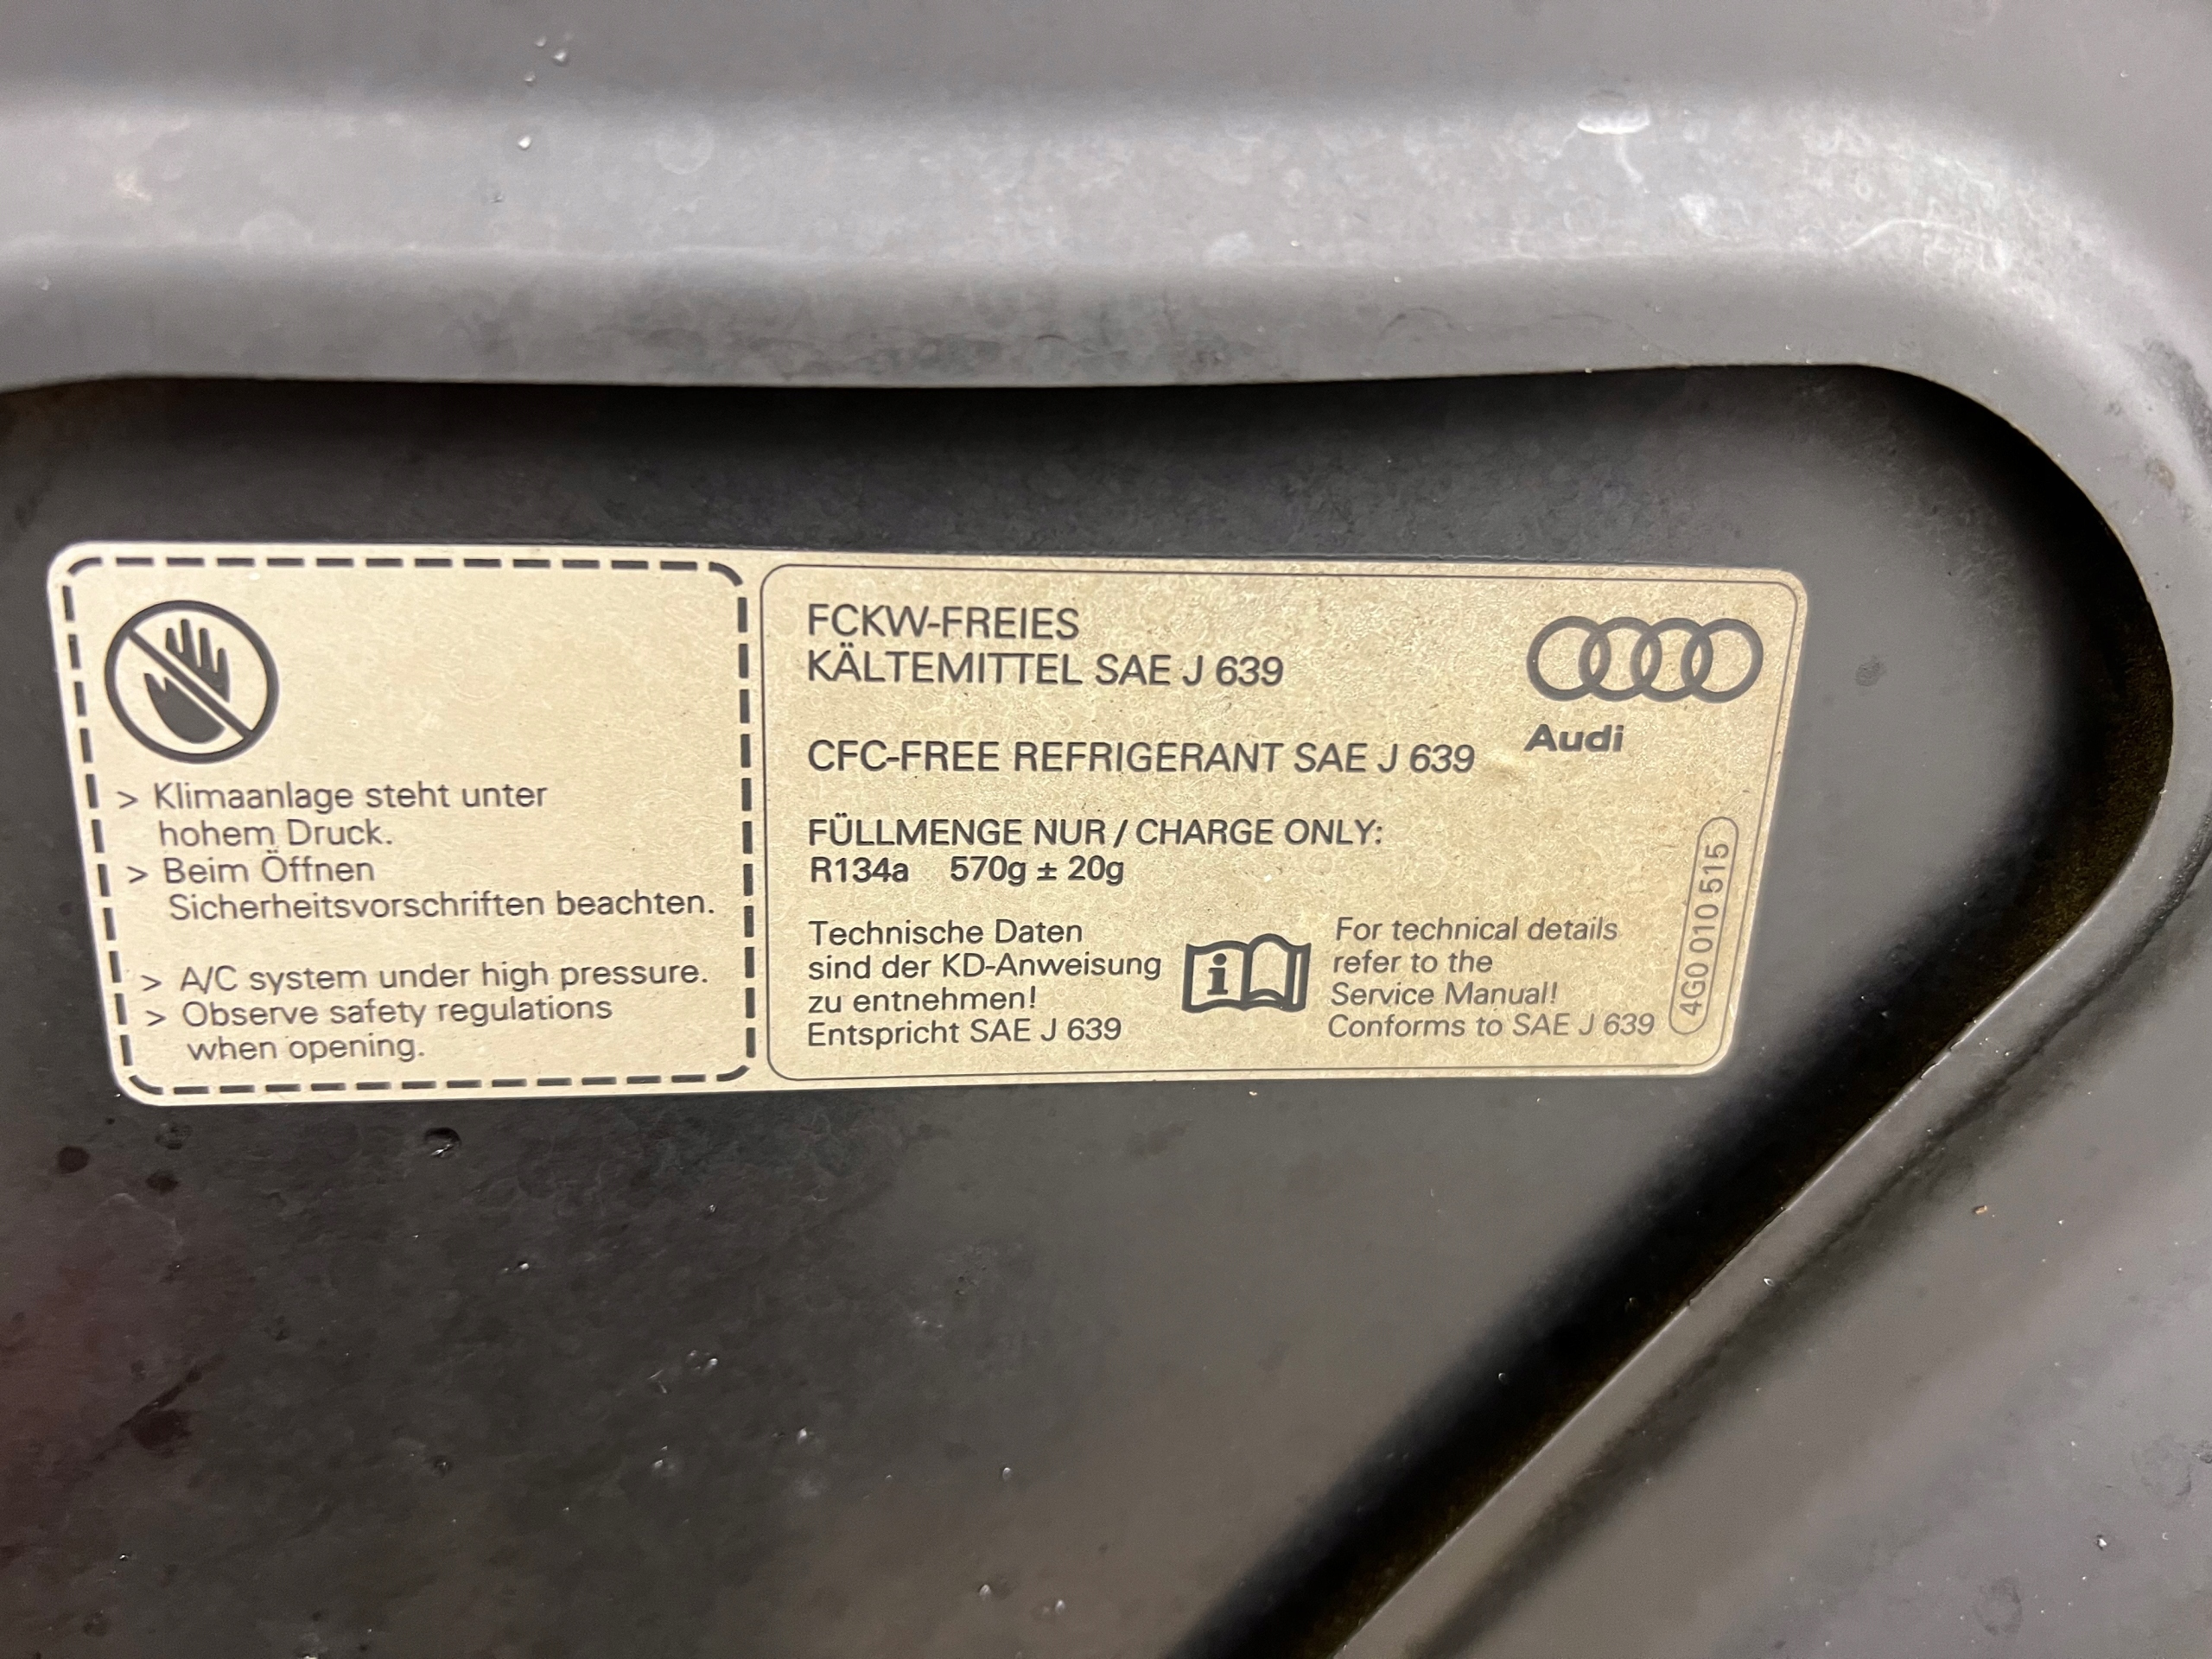 > Klimaanlage steht unter
hohem Druck.
> Beim Öffnen
Sicherheitsvorschriften beachten.
> A/C system under high pressure.
> Observe safety regulations
when opening.
FCKW-FREIES
KÄLTEMITTEL SAE J 639
CFC-FREE REFRIGERANT SAE J 639
Audi
FÜLLMENGE NUR / CHARGE ONLY:
R134a 570g ± 20g
Technische Daten
sind der KD-Anweisung
zu entnehmen!
Entspricht SAE J 639
i
For technical details
refer to the
Service Manual!
Conforms to SAE J 639
4G0 010 515